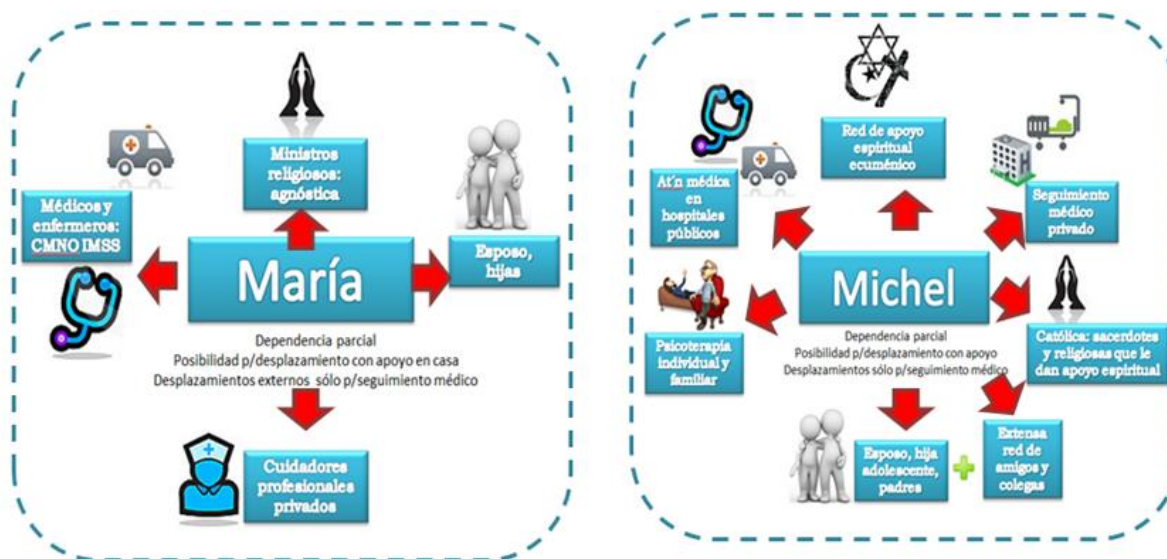 Ministros
religiosos:
agnóstica
Médicos y
enfermeros:
CMNO IMSS
María
Esposo,
hijas
Dependencia parcial
Posibilidad p/desplazamiento con apoyo en casa
Desplazamientos externos sólo p/seguimiento médico
Cuidadores
profesionales
privados
Red de apoyo
espiritual
ecuménico
At´n médica
en
hospitales
públicos
Seguimiento
médico
privado
Michel
Psicoterapia
individual y
familiar
Dependencia parcial
Posibilidad p/desplazamiento con apoyo
Desplazamientos sólo p/seguimiento médico
Católica: sacerdotes
y religiosas que le
dan apoyo espiritual
Esposo, hija
adolescente,
padres
Extensa
red de
amigos y
colegas